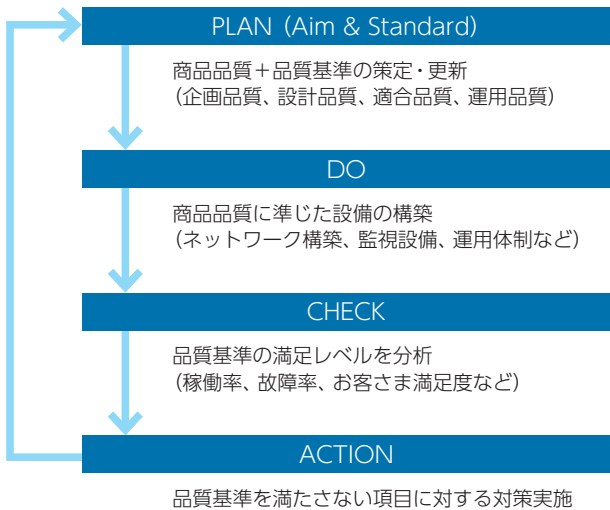 PLAN (Aim & Standard)
商品品質＋品質基準の策定・更新
（企画品質、設計品質、適合品質、運用品質）
DO
商品品質に準じた設備の構築
（ネットワーク構築、監視設備、運用体制など）
CHECK
品質基準の満足レベルを分析
（稼働率、故障率、お客さま満足度など）
ACTION
品質基準を満たさない項目に対する対策実施